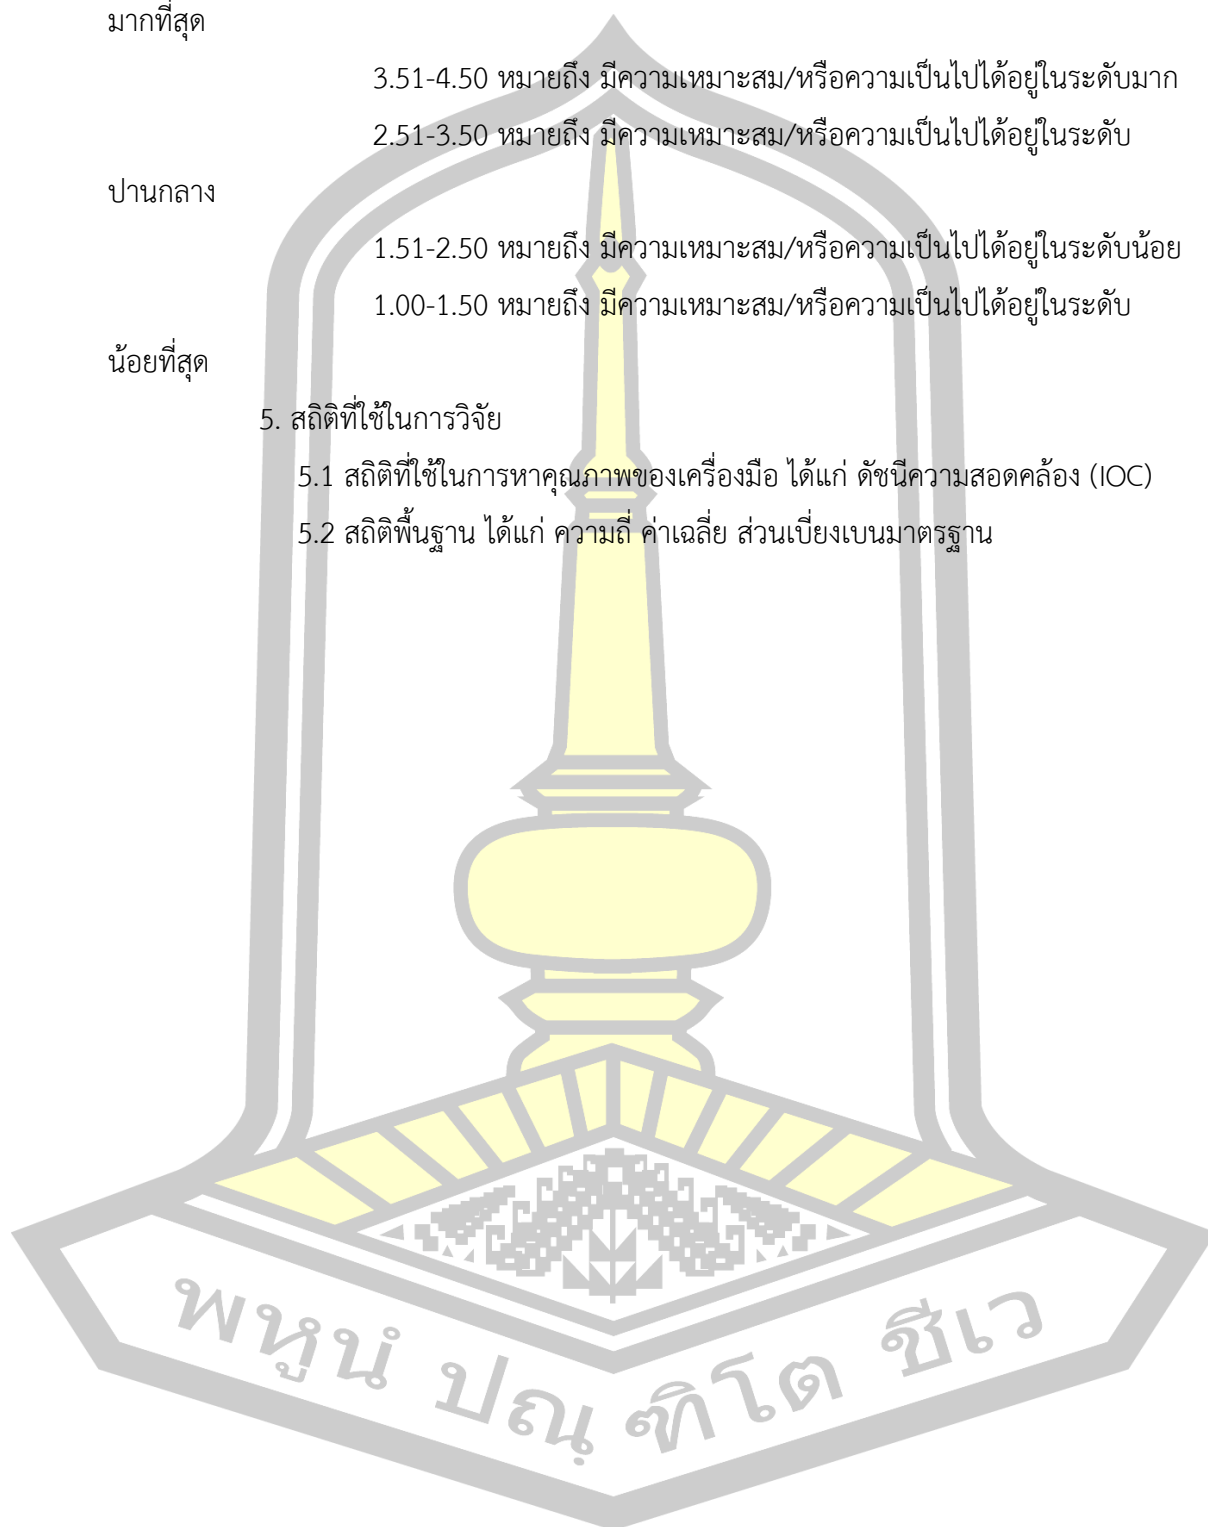 มากที่สุด
3.51-4.50 หมายถึง มีความเหมาะสม/หรือความเป็นไปได้อยู่ในระดับมาก
2.51-3.50 หมายถึง มีความเหมาะสม/หรือความเป็นไปได้อยู่ในระดับ
ปานกลาง
1.51-2.50 หมายถึง มีความเหมาะสม/หรือความเป็นไปได้อยู่ในระดับน้อย
1.00-1.50 หมายถึง มีความเหมาะสม/หรือความเป็นไปได้อยู่ในระดับ
น้อยที่สุด
5. สถิติที่ใช้ในการวิจัย
5.1 สถิติที่ใช้ในการหาคุณภาพของเครื่องมือ ได้แก่ ดัชนีความสอดคล้อง (IOC)
5.2 สถิติพื้นฐาน ได้แก่ ความถี่ ค่าเฉลี่ย ส่วนเบี่ยงเบนมาตรฐาน
พหูนํ ปณฺฑิโต ชีเว